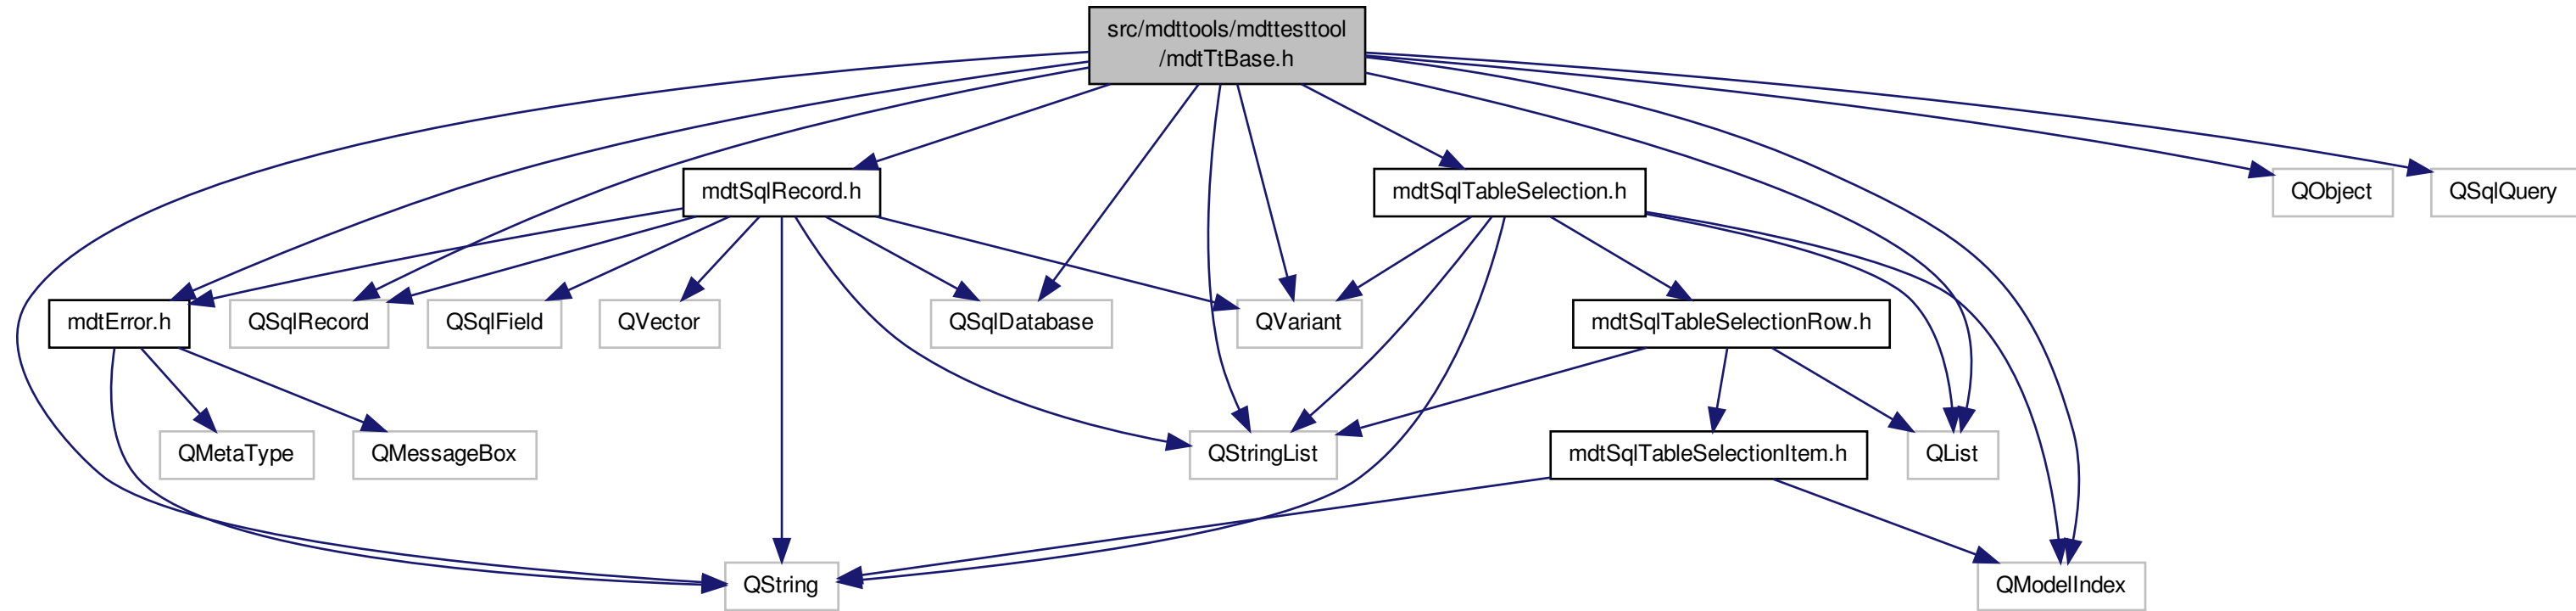 src/mdttools/mdttesttool
/mdtTtBase.h
mdtSqlRecord.h
mdtSqlTableSelection.h
QObject
QSqlQuery
mdtError.h
QSqlRecord
QSqlField
QVector
QSqlDatabase
QVariant
mdtSqlTableSelectionRow.h
QMetaType
QMessageBox
QStringList
mdtSqlTableSelectionItem.h
QList
QString
QModelIndex